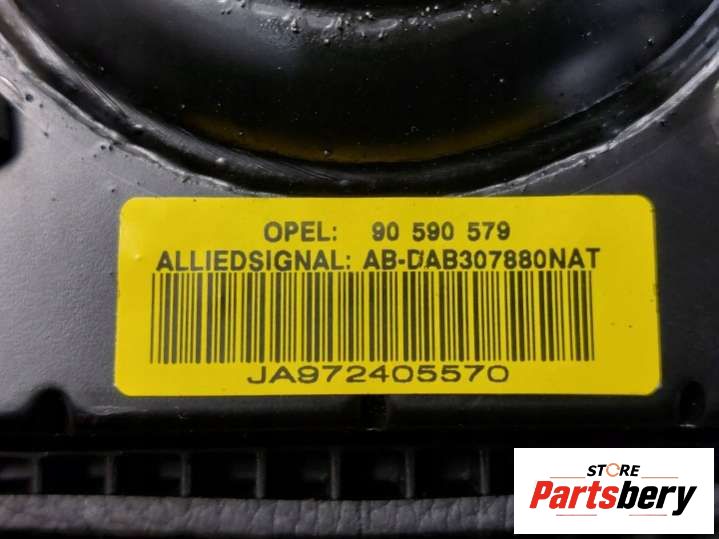 OPEL: 90 590 579
ALLIEDSIGNAL: AB-DAB307880NAT
JA972405570
STORE
Partsbery